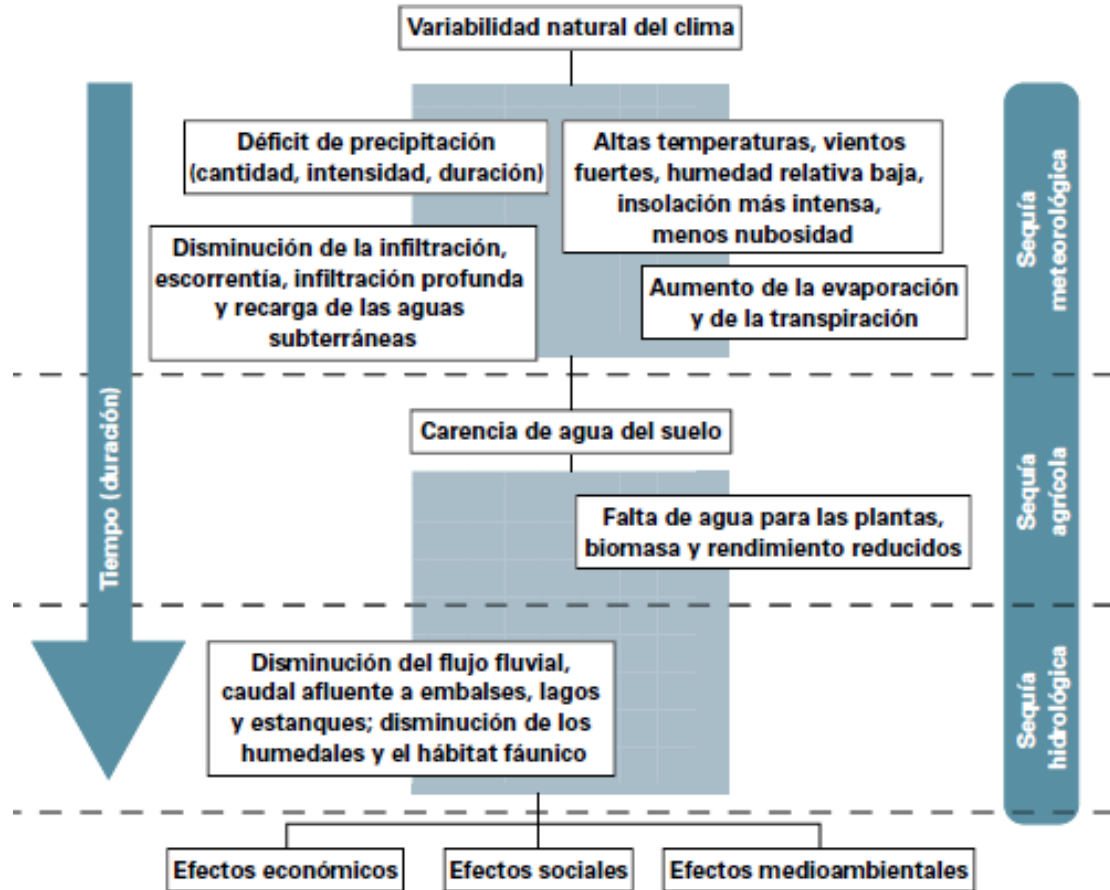 Variabilidad natural del clima
Déficit de precipitación
(cantidad, intensidad, duración)
Altas temperaturas, vientos
fuertes, humedad relativa baja,
insolación más intensa,
menos nubosidad
Disminución de la infiltración,
escorrentía, infiltración profunda
y recarga de las aguas
subterráneas
Aumento de la evaporación
y de la transpiración
Sequía
meteorológica
Tiempo (duración)
Carencia de agua del suelo
Falta de agua para las plantas,
biomasa y rendimiento reducidos
Sequía
agrícola
Disminución del flujo fluvial,
caudal afluente a embalses, lagos
y estanques; disminución de los
humedales y el hábitat fáunico
Sequía
hidrológica
Efectos económicos
Efectos sociales
Efectos medioambientales